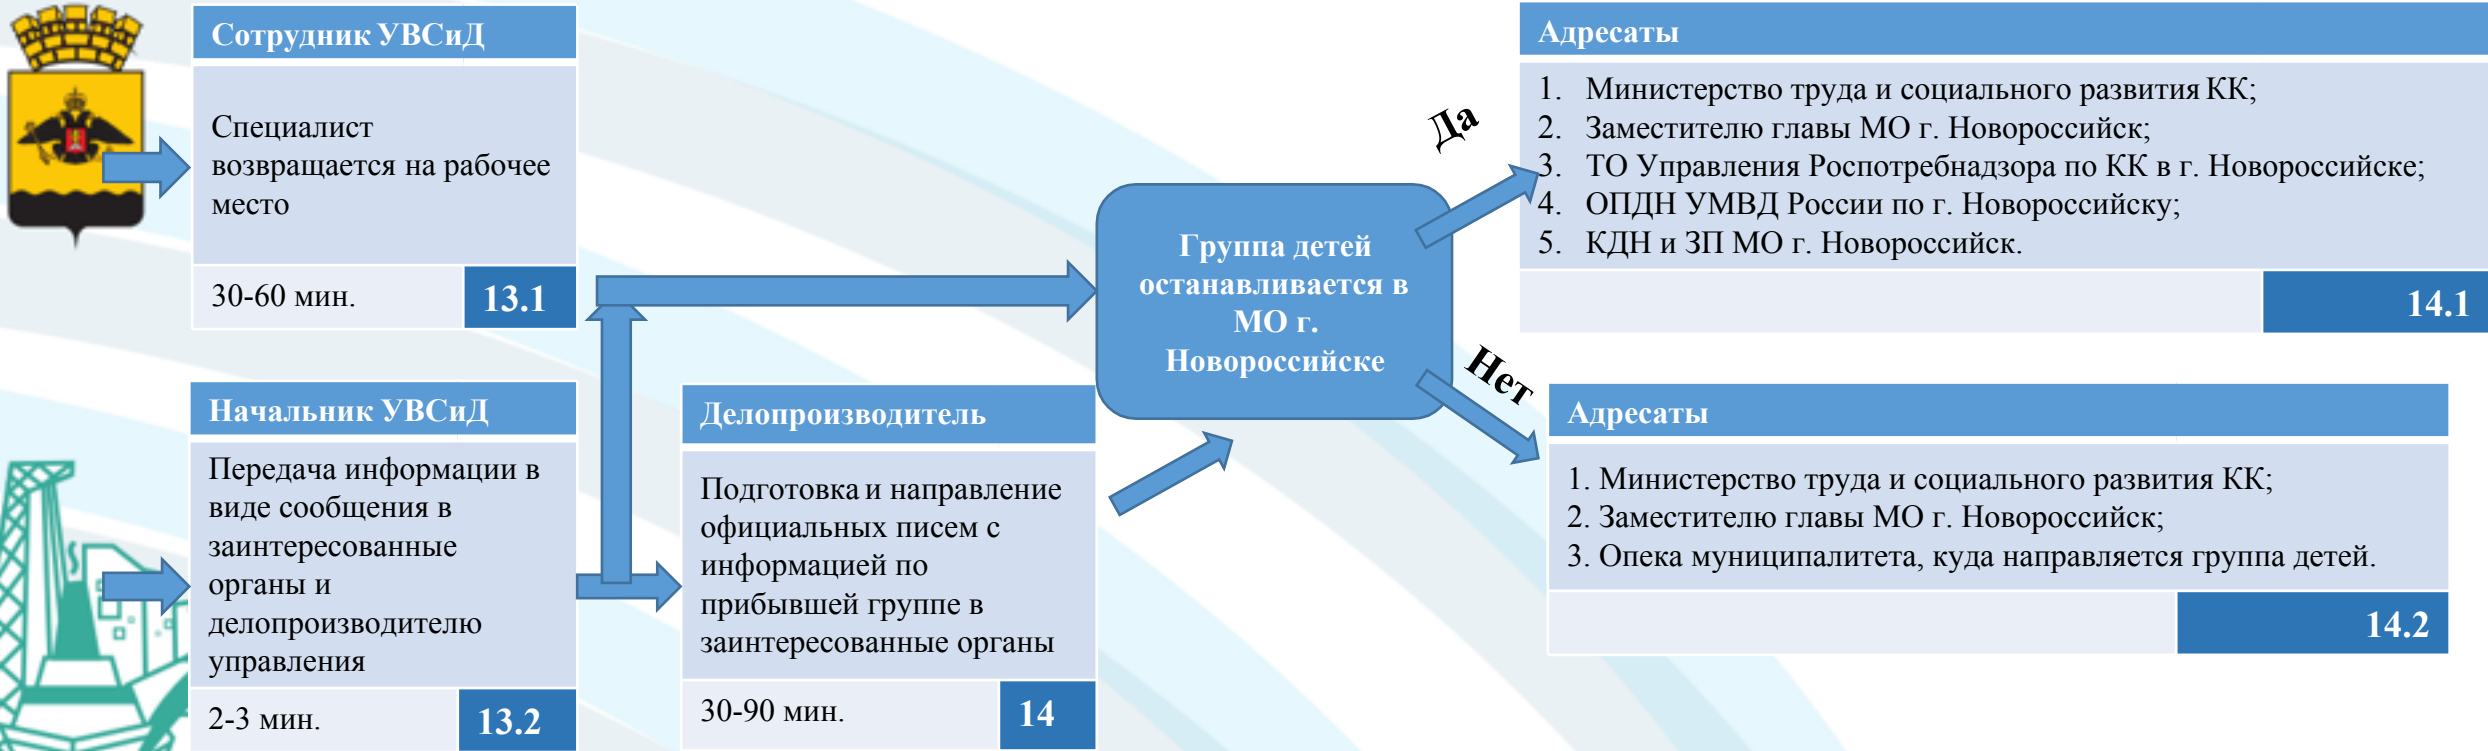 Сотрудник УВСиД
Специалист
возвращается на рабочее
место
30-60 мин.
13.1
Начальник УВСиД
Передача информации в
виде сообщения в
заинтересованные
органы и
делопроизводителю
управления
2-3 мин.
13.2
Делопроизводитель
Подготовка и направление
официальных писем с
информацией по
прибывшей группе в
заинтересованные органы
30-90 мин.
14
Группа детей
останавливается в
МО г.
Новороссийске
Да
Адресаты
1. Министерство труда и социального развития КК;
2. Заместителю главы МО г. Новороссийск;
3. ТО Управления Роспотребнадзора по КК в г. Новороссийске;
4. ОПДН УМВД России по г. Новороссийску;
5. КДН и ЗП МО г. Новороссийск.
14.1
Нет
Адресаты
1. Министерство труда и социального развития КК;
2. Заместителю главы МО г. Новороссийск;
3. Опека муниципалитета, куда направляется группа детей.
14.2